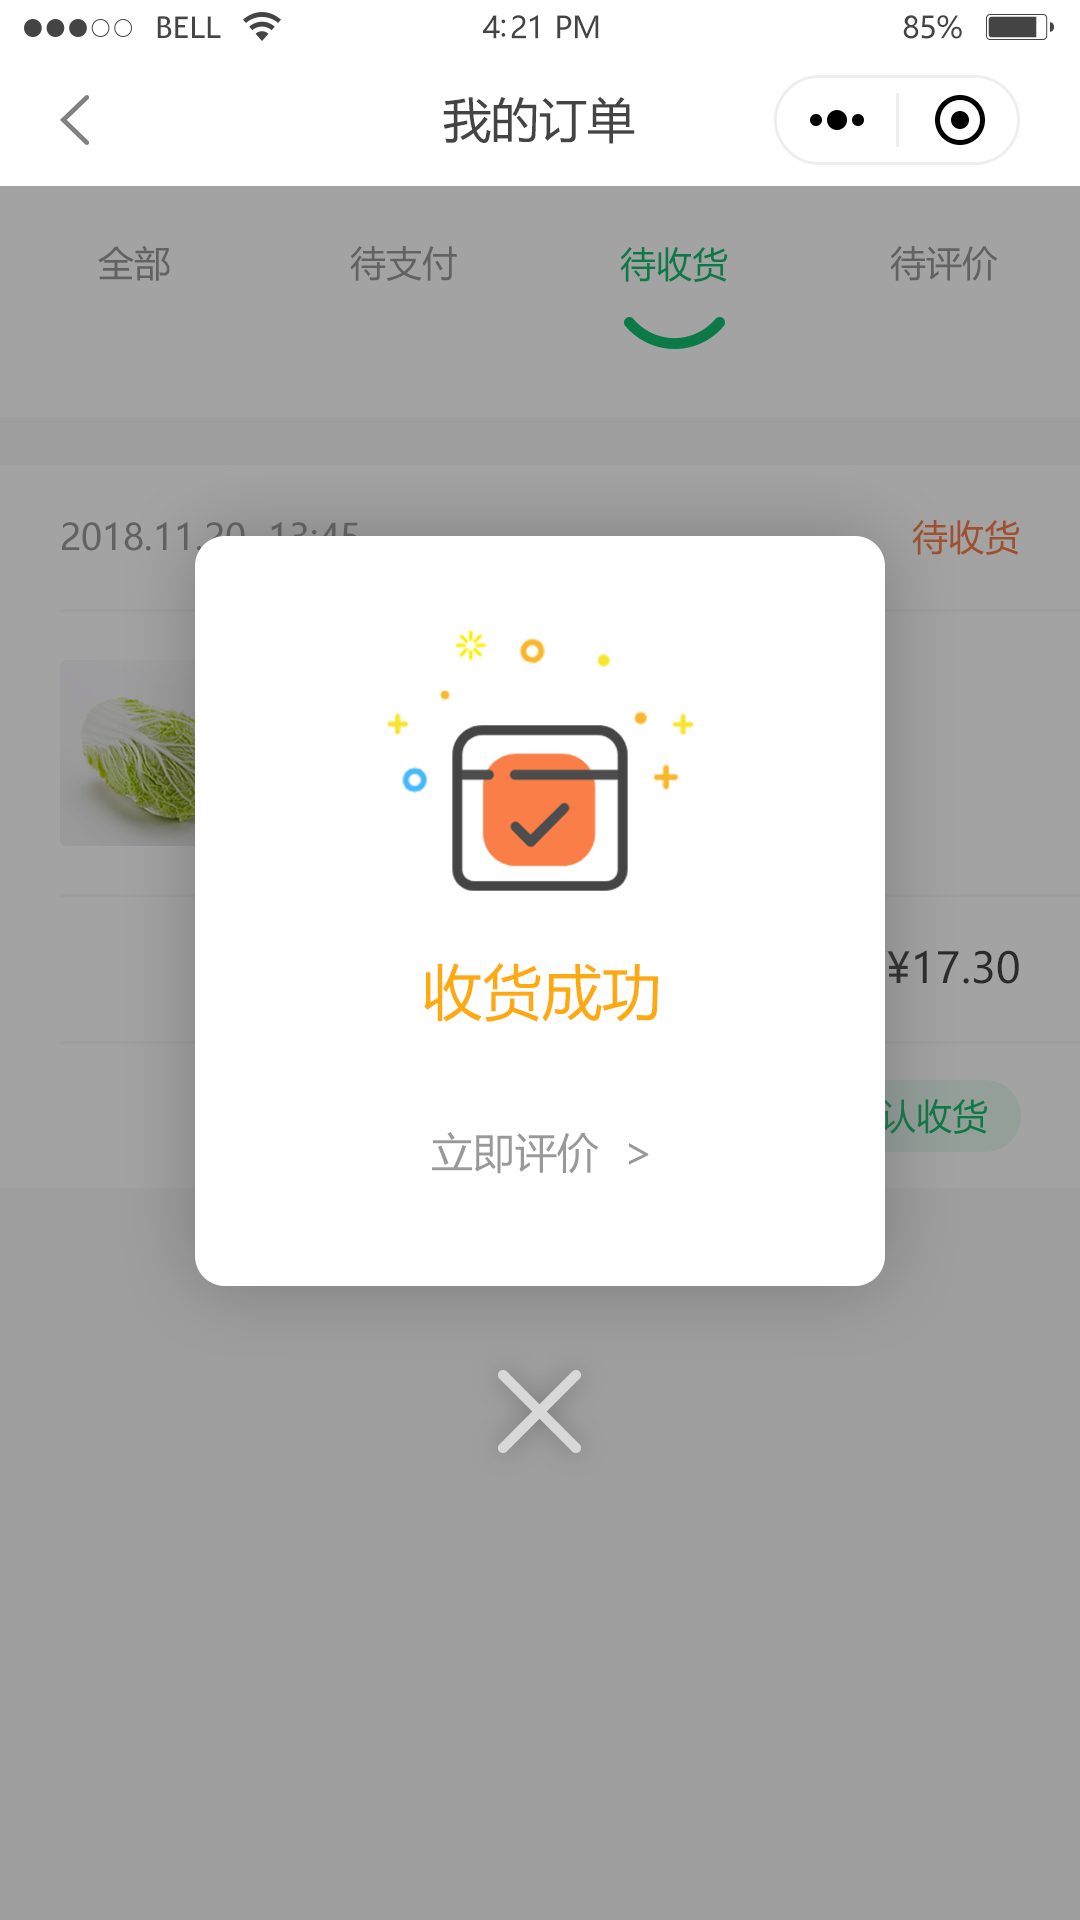 BELL 4:21 PM 85%
我的订单
全部 待支付 待收货 待评价
2018.11.20 13:45 待收货
收货成功
¥17.30
认收货
立即评价 >